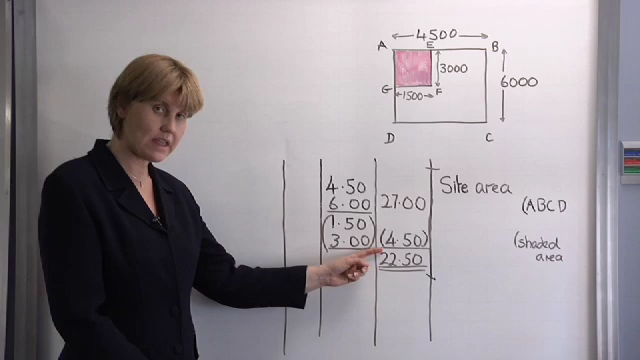 4500
A
E
B
3000
6000
G
1500
F
D
C
4.50
6.00
27.00
Site area
(ABCD
(1.50
3.00)
(4.50)
(shaded
area
22.50